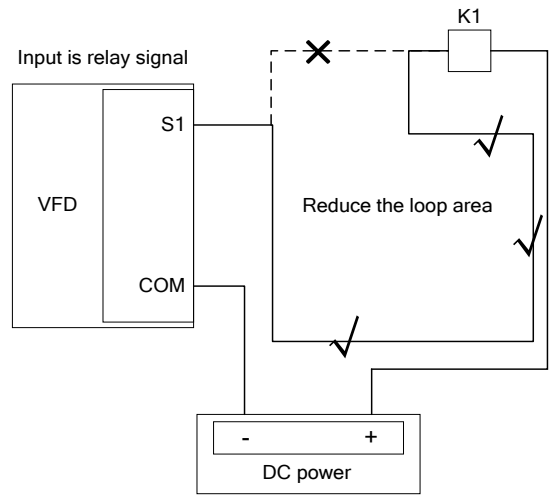 K1
Input is relay signal
S1
VFD
Reduce the loop area
COM
- +
DC power